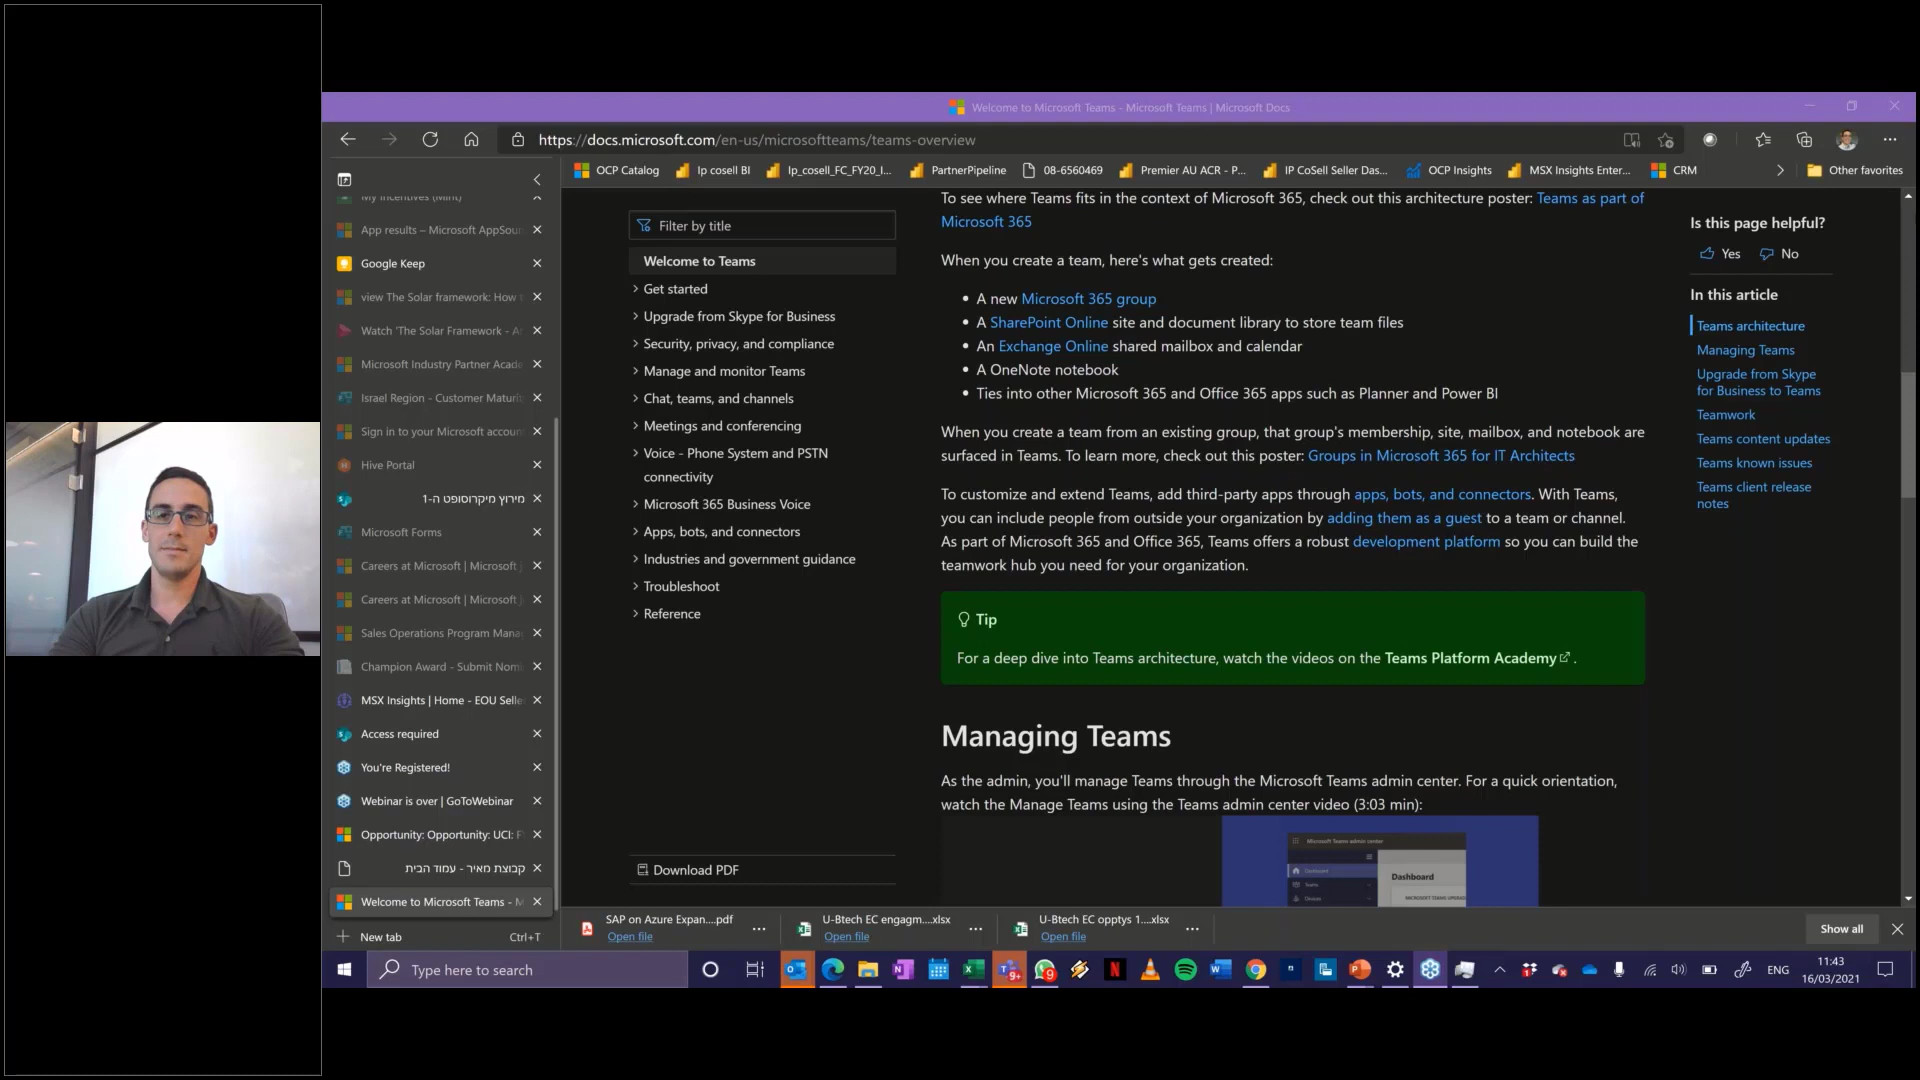 Welcome to Microsoft Teams - Microsoft Teams | Microsoft Docs
https://docs.microsoft.com/en-us/microsoftteams/teams-overview
OCP Catalog
Ip cosell BI
Ip_cosell_FC_FY20_I...
PartnerPipeline
08-6560469
Premier AU ACR - P...
IP CoSell Seller Das...
OCP Insights
MSX Insights Enter...
CRM
Other favorites
My Incentives (Mint)
App results – Microsoft AppSour
Google Keep
view The Solar framework: How t
Watch 'The Solar Framework - A
Microsoft Industry Partner Acad
Israel Region - Customer Maturi
Sign in to your Microsoft accoun
Hive Portal
מירוץ מיקרוסופט ה-1
Microsoft Forms
Careers at Microsoft | Microsoft j
Careers at Microsoft | Microsoft j
Sales Operations Program Mana
Champion Award - Submit Nomi
MSX Insights | Home - EOU Selle
Access required
You're Registered!
Webinar is over | GoToWebinar
Opportunity: Opportunity: UCI: F
קבוצת מאיר - עמוד הבית
Welcome to Microsoft Teams - M
New tab
Ctrl+T
Filter by title
Welcome to Teams
Get started
Upgrade from Skype for Business
Security, privacy, and compliance
Manage and monitor Teams
Chat, teams, and channels
Meetings and conferencing
Voice - Phone System and PSTN
connectivity
Microsoft 365 Business Voice
Apps, bots, and connectors
Industries and government guidance
Troubleshoot
Reference
Download PDF
To see where Teams fits in the context of Microsoft 365, check out this architecture poster: Teams as part of
Microsoft 365
When you create a team, here's what gets created:
• A new Microsoft 365 group
• A SharePoint Online site and document library to store team files
• An Exchange Online shared mailbox and calendar
• A OneNote notebook
• Ties into other Microsoft 365 and Office 365 apps such as Planner and Power BI
When you create a team from an existing group, that group's membership, site, mailbox, and notebook are
surfaced in Teams. To learn more, check out this poster: Groups in Microsoft 365 for IT Architects
To customize and extend Teams, add third-party apps through apps, bots, and connectors. With Teams,
you can include people from outside your organization by adding them as a guest to a team or channel.
As part of Microsoft 365 and Office 365, Teams offers a robust development platform so you can build the
teamwork hub you need for your organization.
Tip
For a deep dive into Teams architecture, watch the videos on the Teams Platform Academy .
Managing Teams
As the admin, you'll manage Teams through the Microsoft Teams admin center. For a quick orientation,
watch the Manage Teams using the Teams admin center video (3:03 min):
Microsoft Teams admin center
Dashboard
Teams
Devices
Dashboard
Is this page helpful?
Yes
No
In this article
Teams architecture
Managing Teams
Upgrade from Skype
for Business to Teams
Teamwork
Teams content updates
Teams known issues
Teams client release
notes
SAP on Azure Expan....pdf
Open file
U-Btech EC engagm....xlsx
Open file
U-Btech EC opptys 1....xlsx
Open file
Show all
Type here to search
9+
9
ENG
11:43
16/03/2021